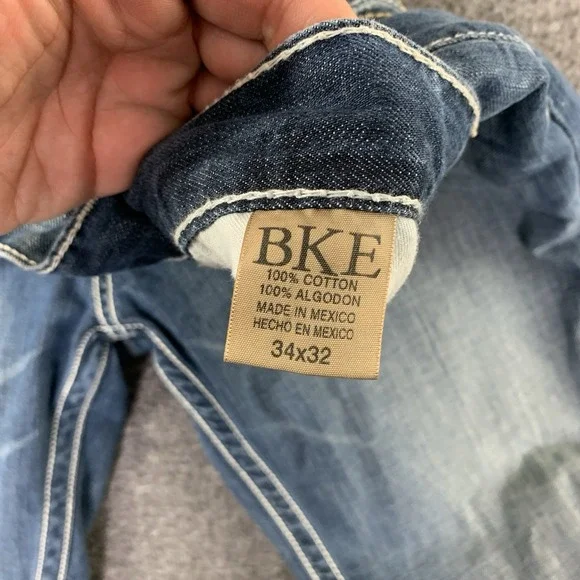 BKE
100% COTTON
100% ALGODON
MADE IN MEXICO
HECHO EN MEXICO
34x32